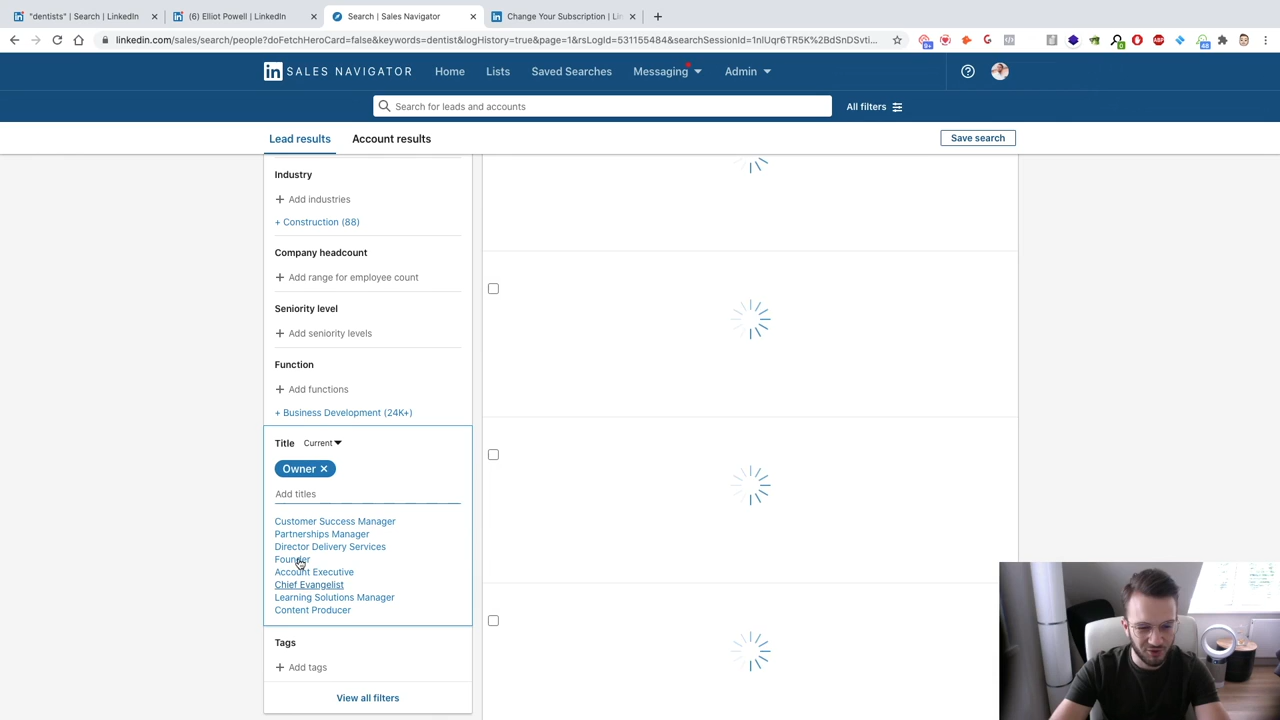 "dentists" | Search | LinkedIn
(6) Elliot Powell | LinkedIn
Search | Sales Navigator
Change Your Subscription | Lin
linkedin.com/sales/search/people?doFetchHeroCard=false&keywords=dentist&logHistory=true&page=1&rsLogId=531155484&searchSessionId=1nlUqr6TR5K%2BdSnDSvti...
in SALES NAVIGATOR
Home
Lists
Saved Searches
Messaging
Admin
Search for leads and accounts
All filters
Lead results
Account results
Save search
Industry
+ Add industries
+ Construction (88)
Company headcount
+ Add range for employee count
Seniority level
+ Add seniority levels
Function
+ Add functions
+ Business Development (24K+)
Title Current
Owner ×
Add titles
Customer Success Manager
Partnerships Manager
Director Delivery Services
Founder
Account Executive
Chief Evangelist
Learning Solutions Manager
Content Producer
Tags
+ Add tags
View all filters